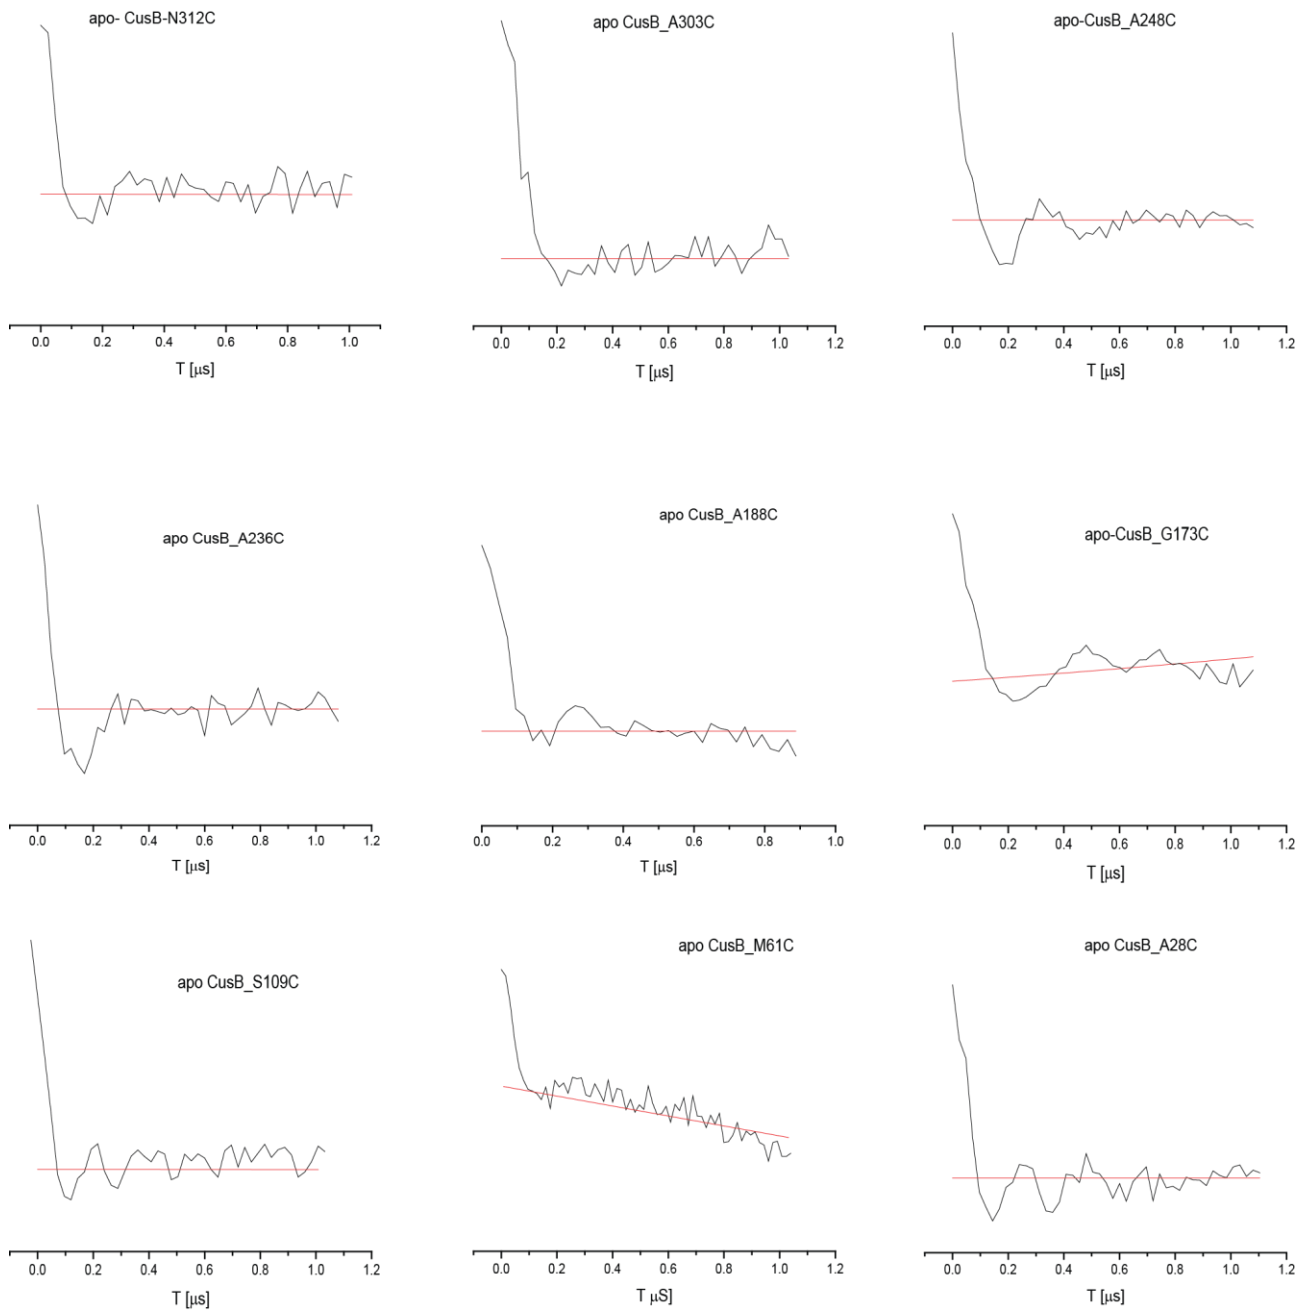 apo- CusB-N312C
apo CusB_A303C
apo-CusB_A248C
0.0 0.2 0.4 0.6 0.8 1.0
T [μs]
0.0 0.2 0.4 0.6 0.8 1.0 1.2
T [μs]
0.0 0.2 0.4 0.6 0.8 1.0 1.2
T [μs]
apo CusB_A236C
apo CusB_A188C
apo-CusB_G173C
0.0 0.2 0.4 0.6 0.8 1.0 1.2
T [μs]
0.0 0.2 0.4 0.6 0.8 1.0
T [μs]
0.0 0.2 0.4 0.6 0.8 1.0 1.2
T [μs]
apo CusB_S109C
apo CusB_M61C
apo CusB_A28C
0.0 0.2 0.4 0.6 0.8 1.0 1.2
T [μs]
0.0 0.2 0.4 0.6 0.8 1.0 1.2
T μS]
0.0 0.2 0.4 0.6 0.8 1.0 1.2
T [μs]